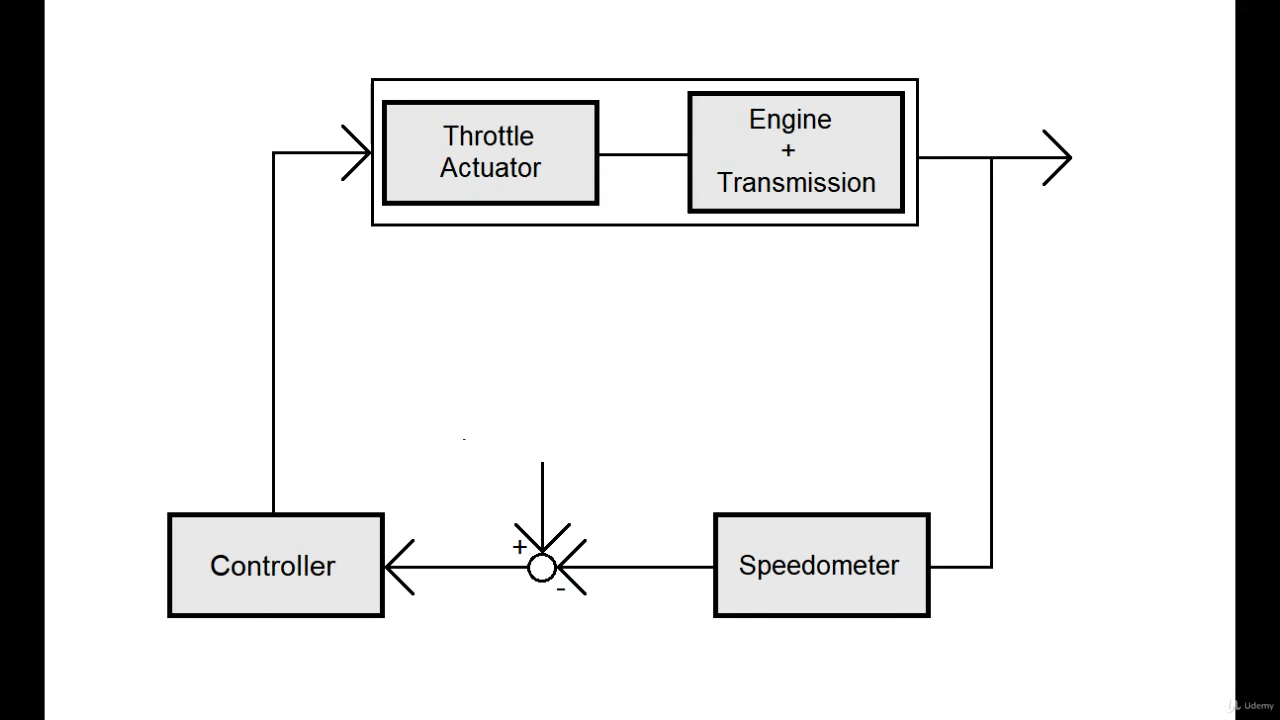 Throttle
Actuator
Engine
+
Transmission
+
-
Controller
Speedometer
Udemy